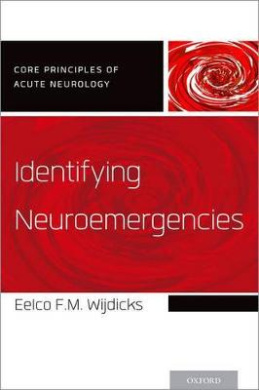 CORE PRINCIPLES OF
ACUTE NEUROLOGY
Identifying
Neuroemergencies
Eelco F.M. Wijdicks
OXFORD